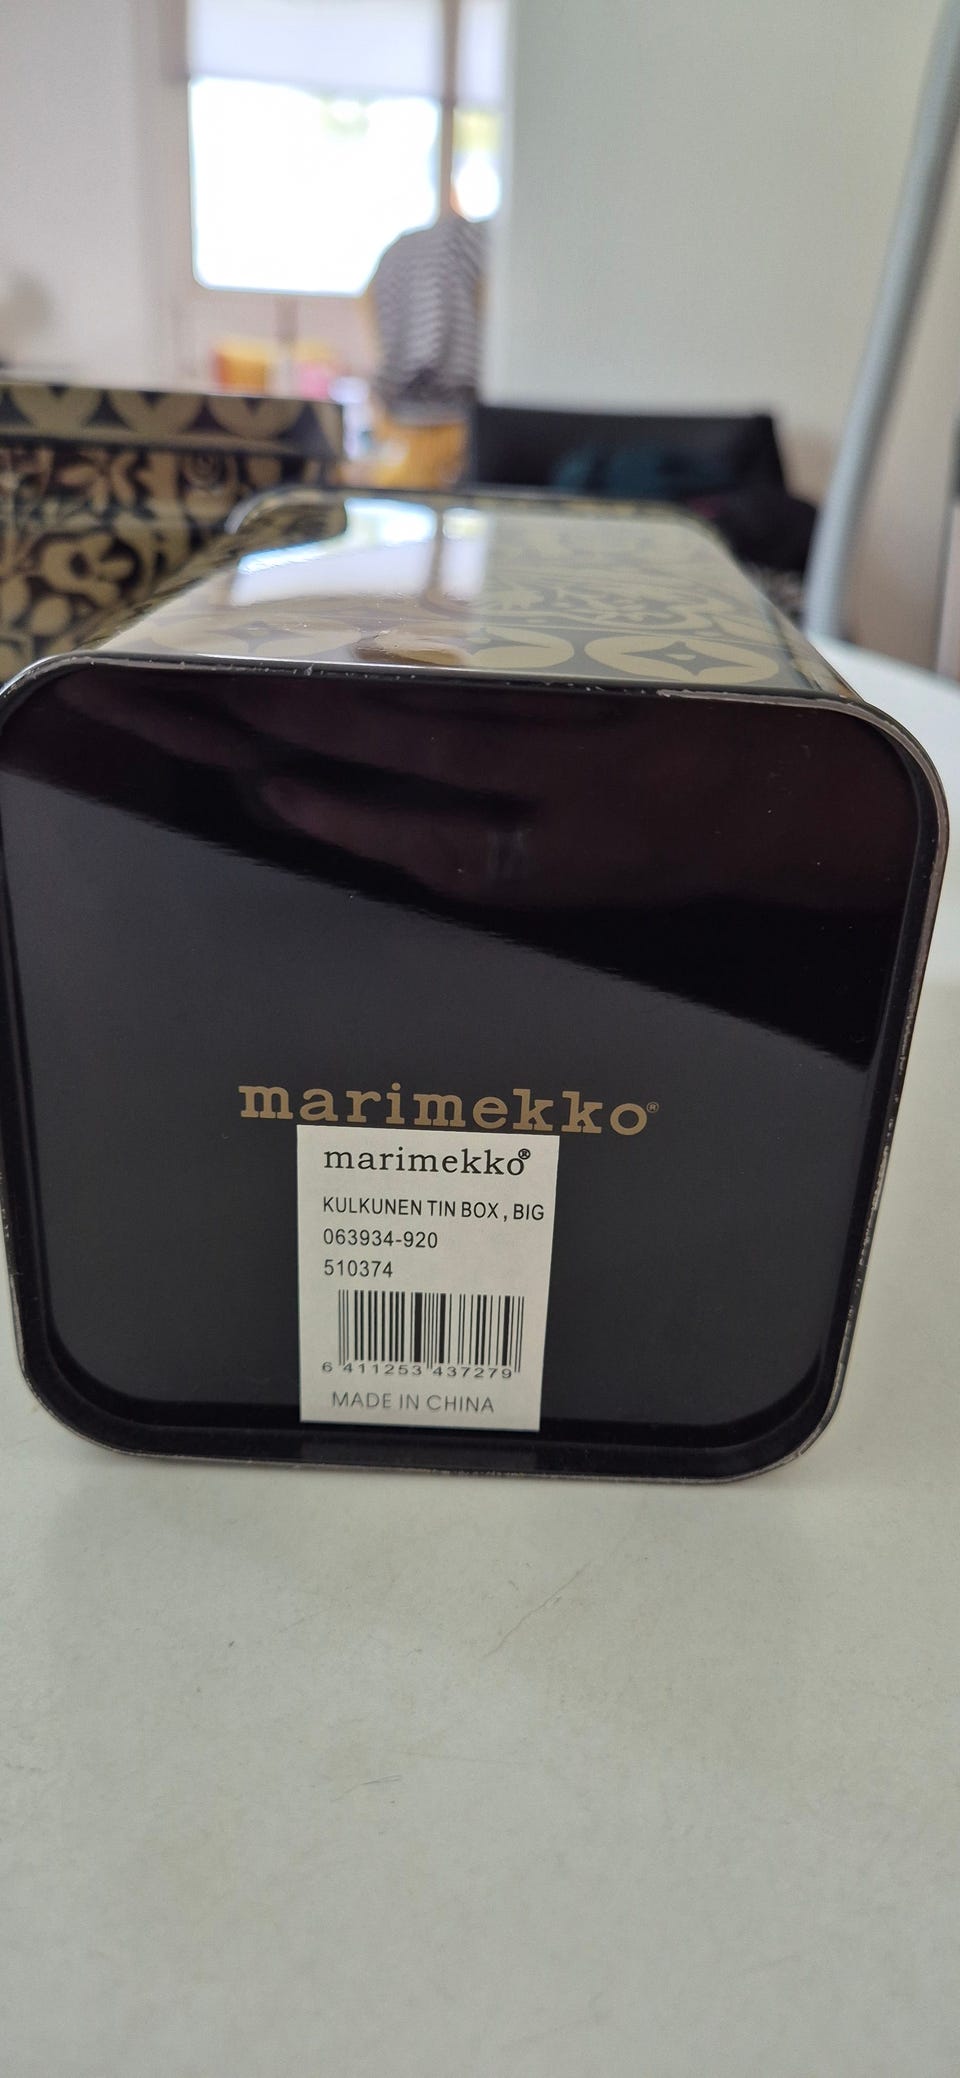 marimekko®
marimekko®
KULKUNEN TIN BOX, BIG
063934-920
510374
6 411253 437279
MADE IN CHINA